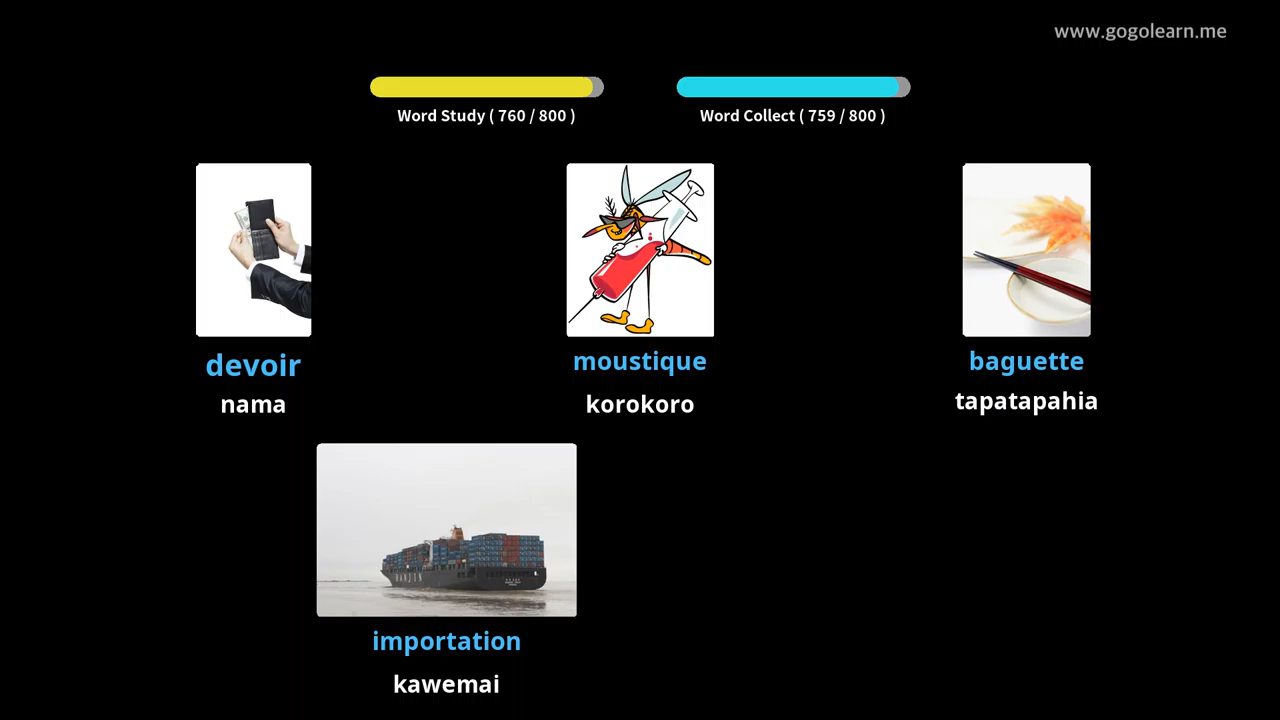 www.gogolearn.me
Word Study ( 760 / 800 )
Word Collect ( 759 / 800 )
devoir
nama
moustique
korokoro
baguette
tapatapahia
importation
kawemai